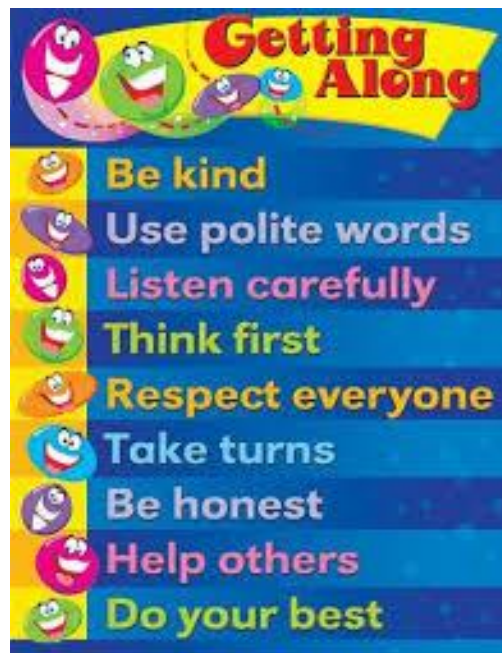 Getting
Along
Be kind
Use polite words
Listen carefully
Think first
Respect everyone
Take turns
Be honest
Help others
Do your best